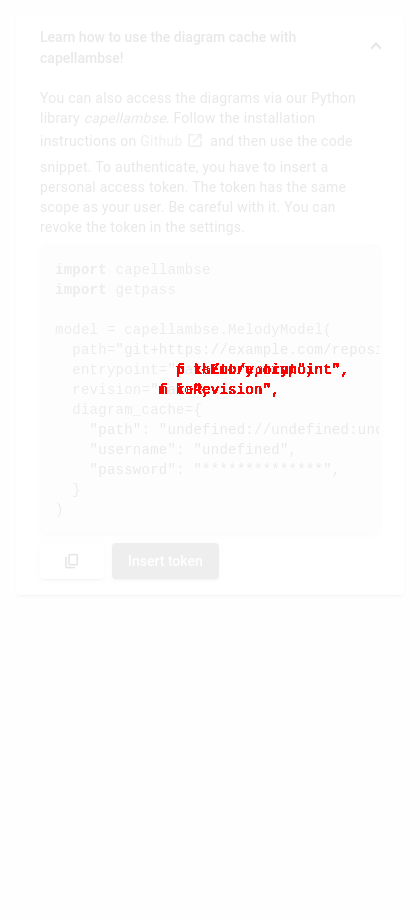 Learn how to use the diagram cache with
capellambse!
You can also access the diagrams via our Python
library capellambse. Follow the installation
instructions on Github and then use the code
snippet. To authenticate, you have to insert a
personal access token. The token has the same
scope as your user. Be careful with it. You can
revoke the token in the settings.
import capellambse
import getpass
model = capellambse.MelodyModel(
path="git+https://example.com/reposi
entrypoint=
revision=
diagram_cache={
"path": "undefined://undefined:und
"username": "undefined",
"password": "**************",
}
)
Insert token